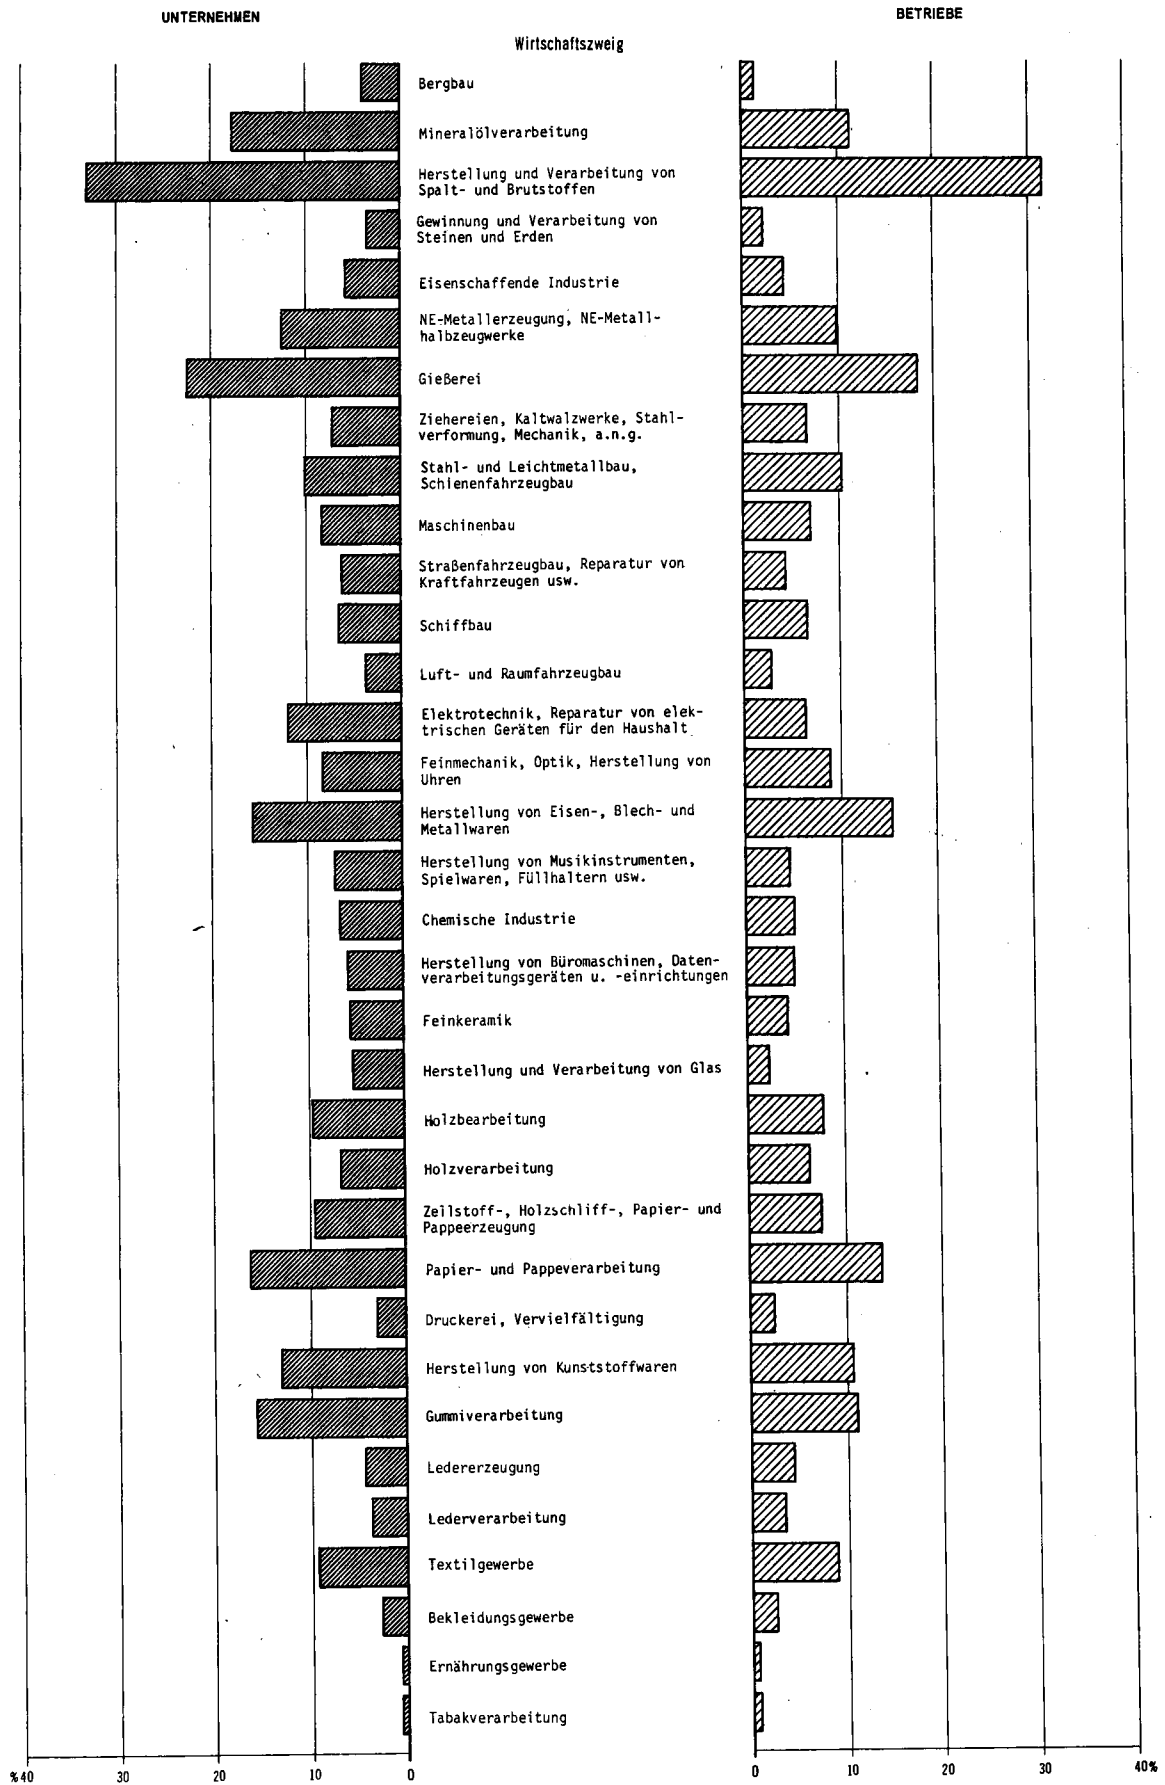 UNTERNEHMEN
BETRIEBE
Wirtschaftszweig
Bergbau
Mineralölverarbeitung
Herstellung und Verarbeitung von
Spalt- und Brutstoffen
Gewinnung und Verarbeitung von
Steinen und Erden
Eisenschaffende Industrie
NE-Metallerzeugung, NE-Metall-
halbzeugwerke
Gießerei
Ziehereien, Kaltwalzwerke, Stahl-
verformung, Mechanik, a.n.g.
Stahl- und Leichtmetallbau,
Schienenfahrzeugbau
Maschinenbau
Straßenfahrzeugbau, Reparatur von
Kraftfahrzeugen usw.
Schiffbau
Luft- und Raumfahrzeugbau
Elektrotechnik, Reparatur von elek-
trischen Geräten für den Haushalt
Feinmechanik, Optik, Herstellung von
Uhren
Herstellung von Eisen-, Blech- und
Metallwaren
Herstellung von Musikinstrumenten,
Spielwaren, Füllhaltern usw.
Chemische Industrie
Herstellung von Büromaschinen, Daten-
verarbeitungsgeräten u. -einrichtungen
Feinkeramik
Herstellung und Verarbeitung von Glas
Holzbearbeitung
Holzverarbeitung
Zellstoff-, Holzschliff-, Papier- und
Pappeerzeugung
Papier- und Pappeverarbeitung
Druckerei, Vervielfältigung
Herstellung von Kunststoffwaren
Gummiverarbeitung
Ledererzeugung
Lederverarbeitung
Textilgewerbe
Bekleidungsgewerbe
Ernährungsgewerbe
Tabakverarbeitung
%40 30 20 10 0 0 10 20 30 40%